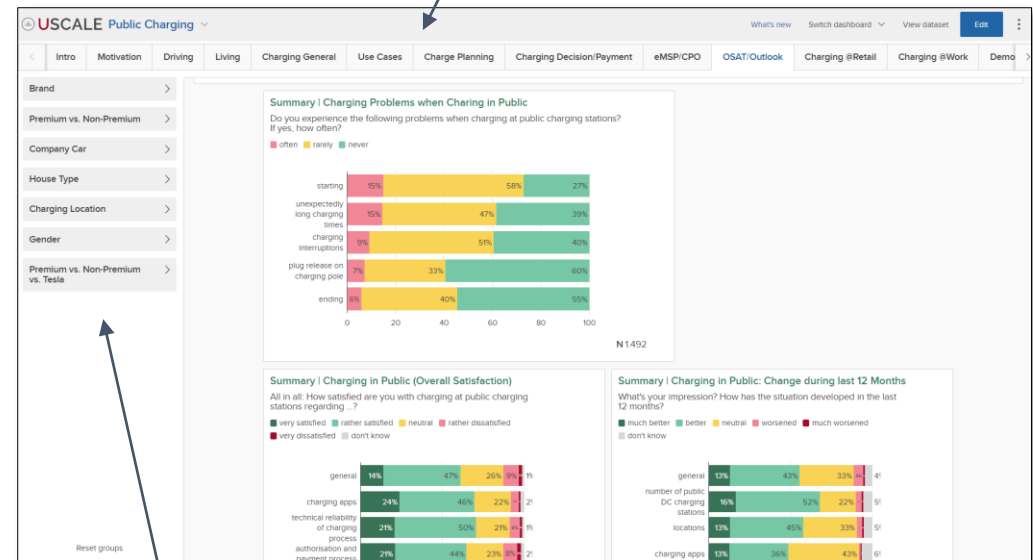 USCALE Public Charging
What's new Switch dashboard View dataset Edit
Intro Motivation Driving Living Charging General Use Cases Charge Planning Charging Decision/Payment eMSP/CPO OSAT/Outlook Charging @Retail Charging @Work Demo
Brand
Premium vs. Non-Premium
Company Car
House Type
Charging Location
Gender
Premium vs. Non-Premium
vs. Tesla
Reset groups
Summary | Charging Problems when Charing in Public
Do you experience the following problems when charging at public charging stations?
If yes, how often?
often rarely never
starting 15% 58% 27%
unexpectedly
long charging 15% 47% 39%
times
charging
interruptions 9% 51% 40%
plug release on
charging pole 7% 33% 60%
ending 6% 40% 55%
0 20 40 60 80 100
N 1.492
Summary | Charging in Public (Overall Satisfaction)
All in all: How satisfied are you with charging at public charging
stations regarding ...?
very satisfied rather satisfied neutral rather dissatisfied
very dissatisfied don't know
general 14% 47% 26% 9%
charging apps 24% 46% 22%
technical reliability
of charging 21% 50% 21%
process
authorisation and
payment process 21% 44% 23% 8%
Summary | Charging in Public: Change during last 12 Months
What's your impression? How has the situation developed in the last
12 months?
much better better neutral worsened much worsened
don't know
general 13% 43% 33%
number of public
DC charging 16% 52% 22%
stations
locations 13% 45% 33%
charging apps 13% 36% 43%